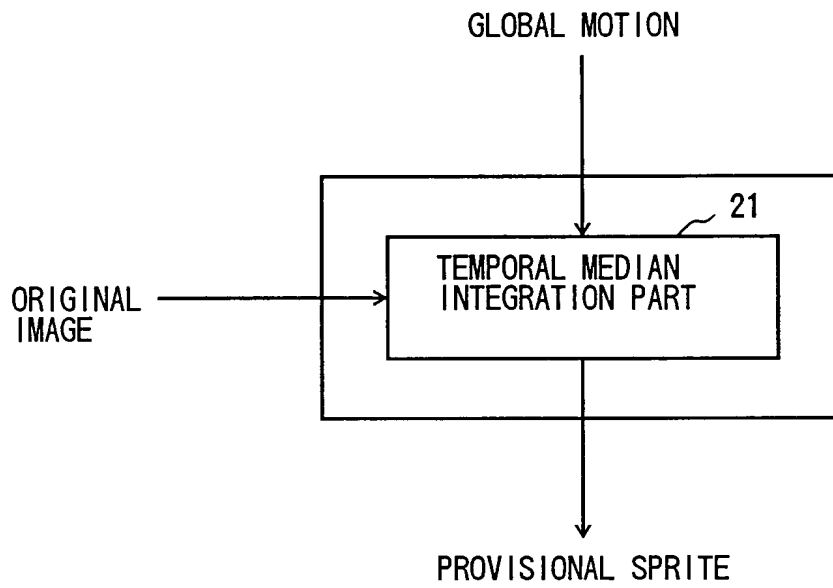 GLOBAL MOTION
21
TEMPORAL MEDIAN
INTEGRATION PART
ORIGINAL
IMAGE
PROVISIONAL SPRITE